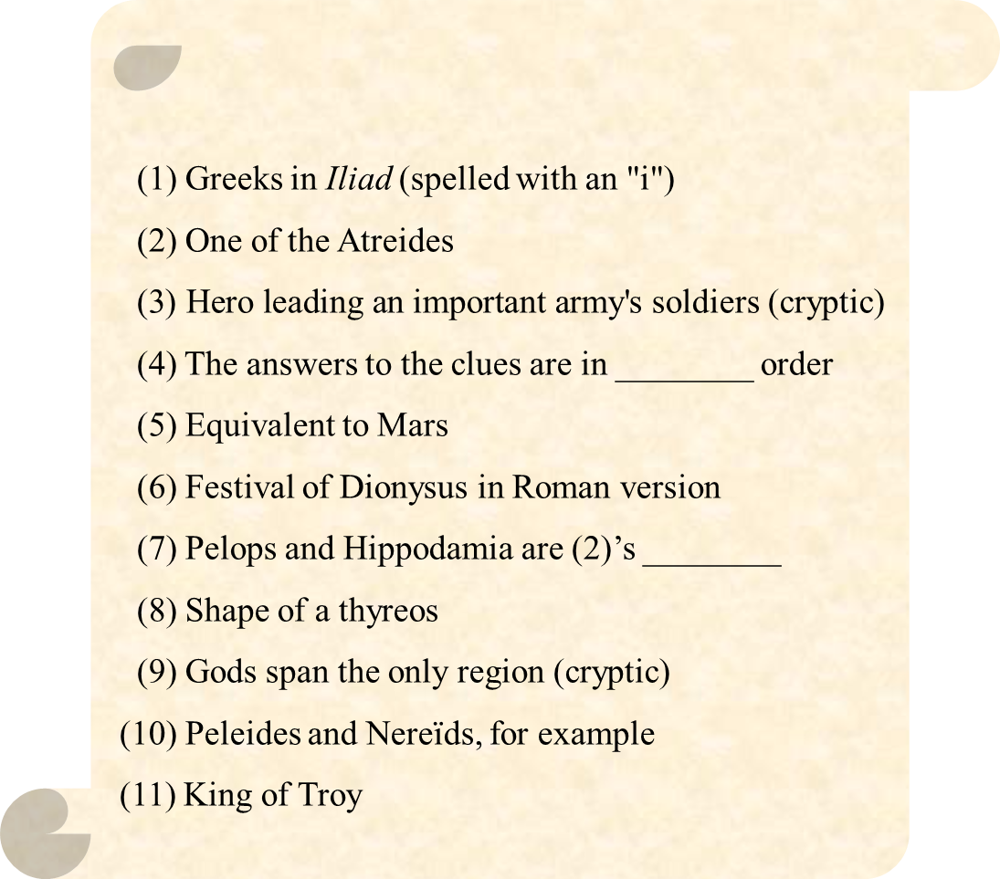 (1) Greeks in Iliad (spelled with an "i")
(2) One of the Atreides
(3) Hero leading an important army's soldiers (cryptic)
(4) The answers to the clues are in ________ order
(5) Equivalent to Mars
(6) Festival of Dionysus in Roman version
(7) Pelops and Hippodamia are (2)’s ________
(8) Shape of a thyreos
(9) Gods span the only region (cryptic)
(10) Peleides and Nereïds, for example
(11) King of Troy